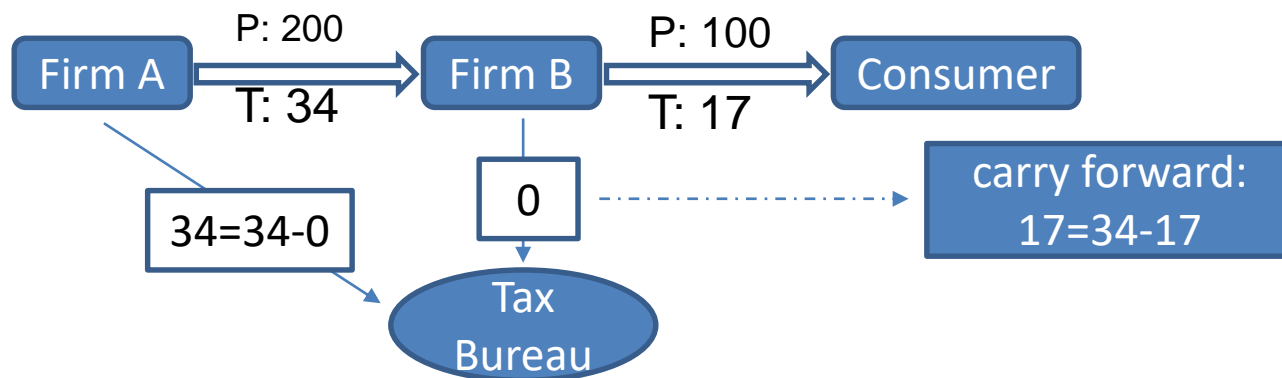 P: 200
P: 100
Firm A
Firm B
Consumer
T: 34
T: 17
34=34-0
0
carry forward:
17=34-17
Tax
Bureau